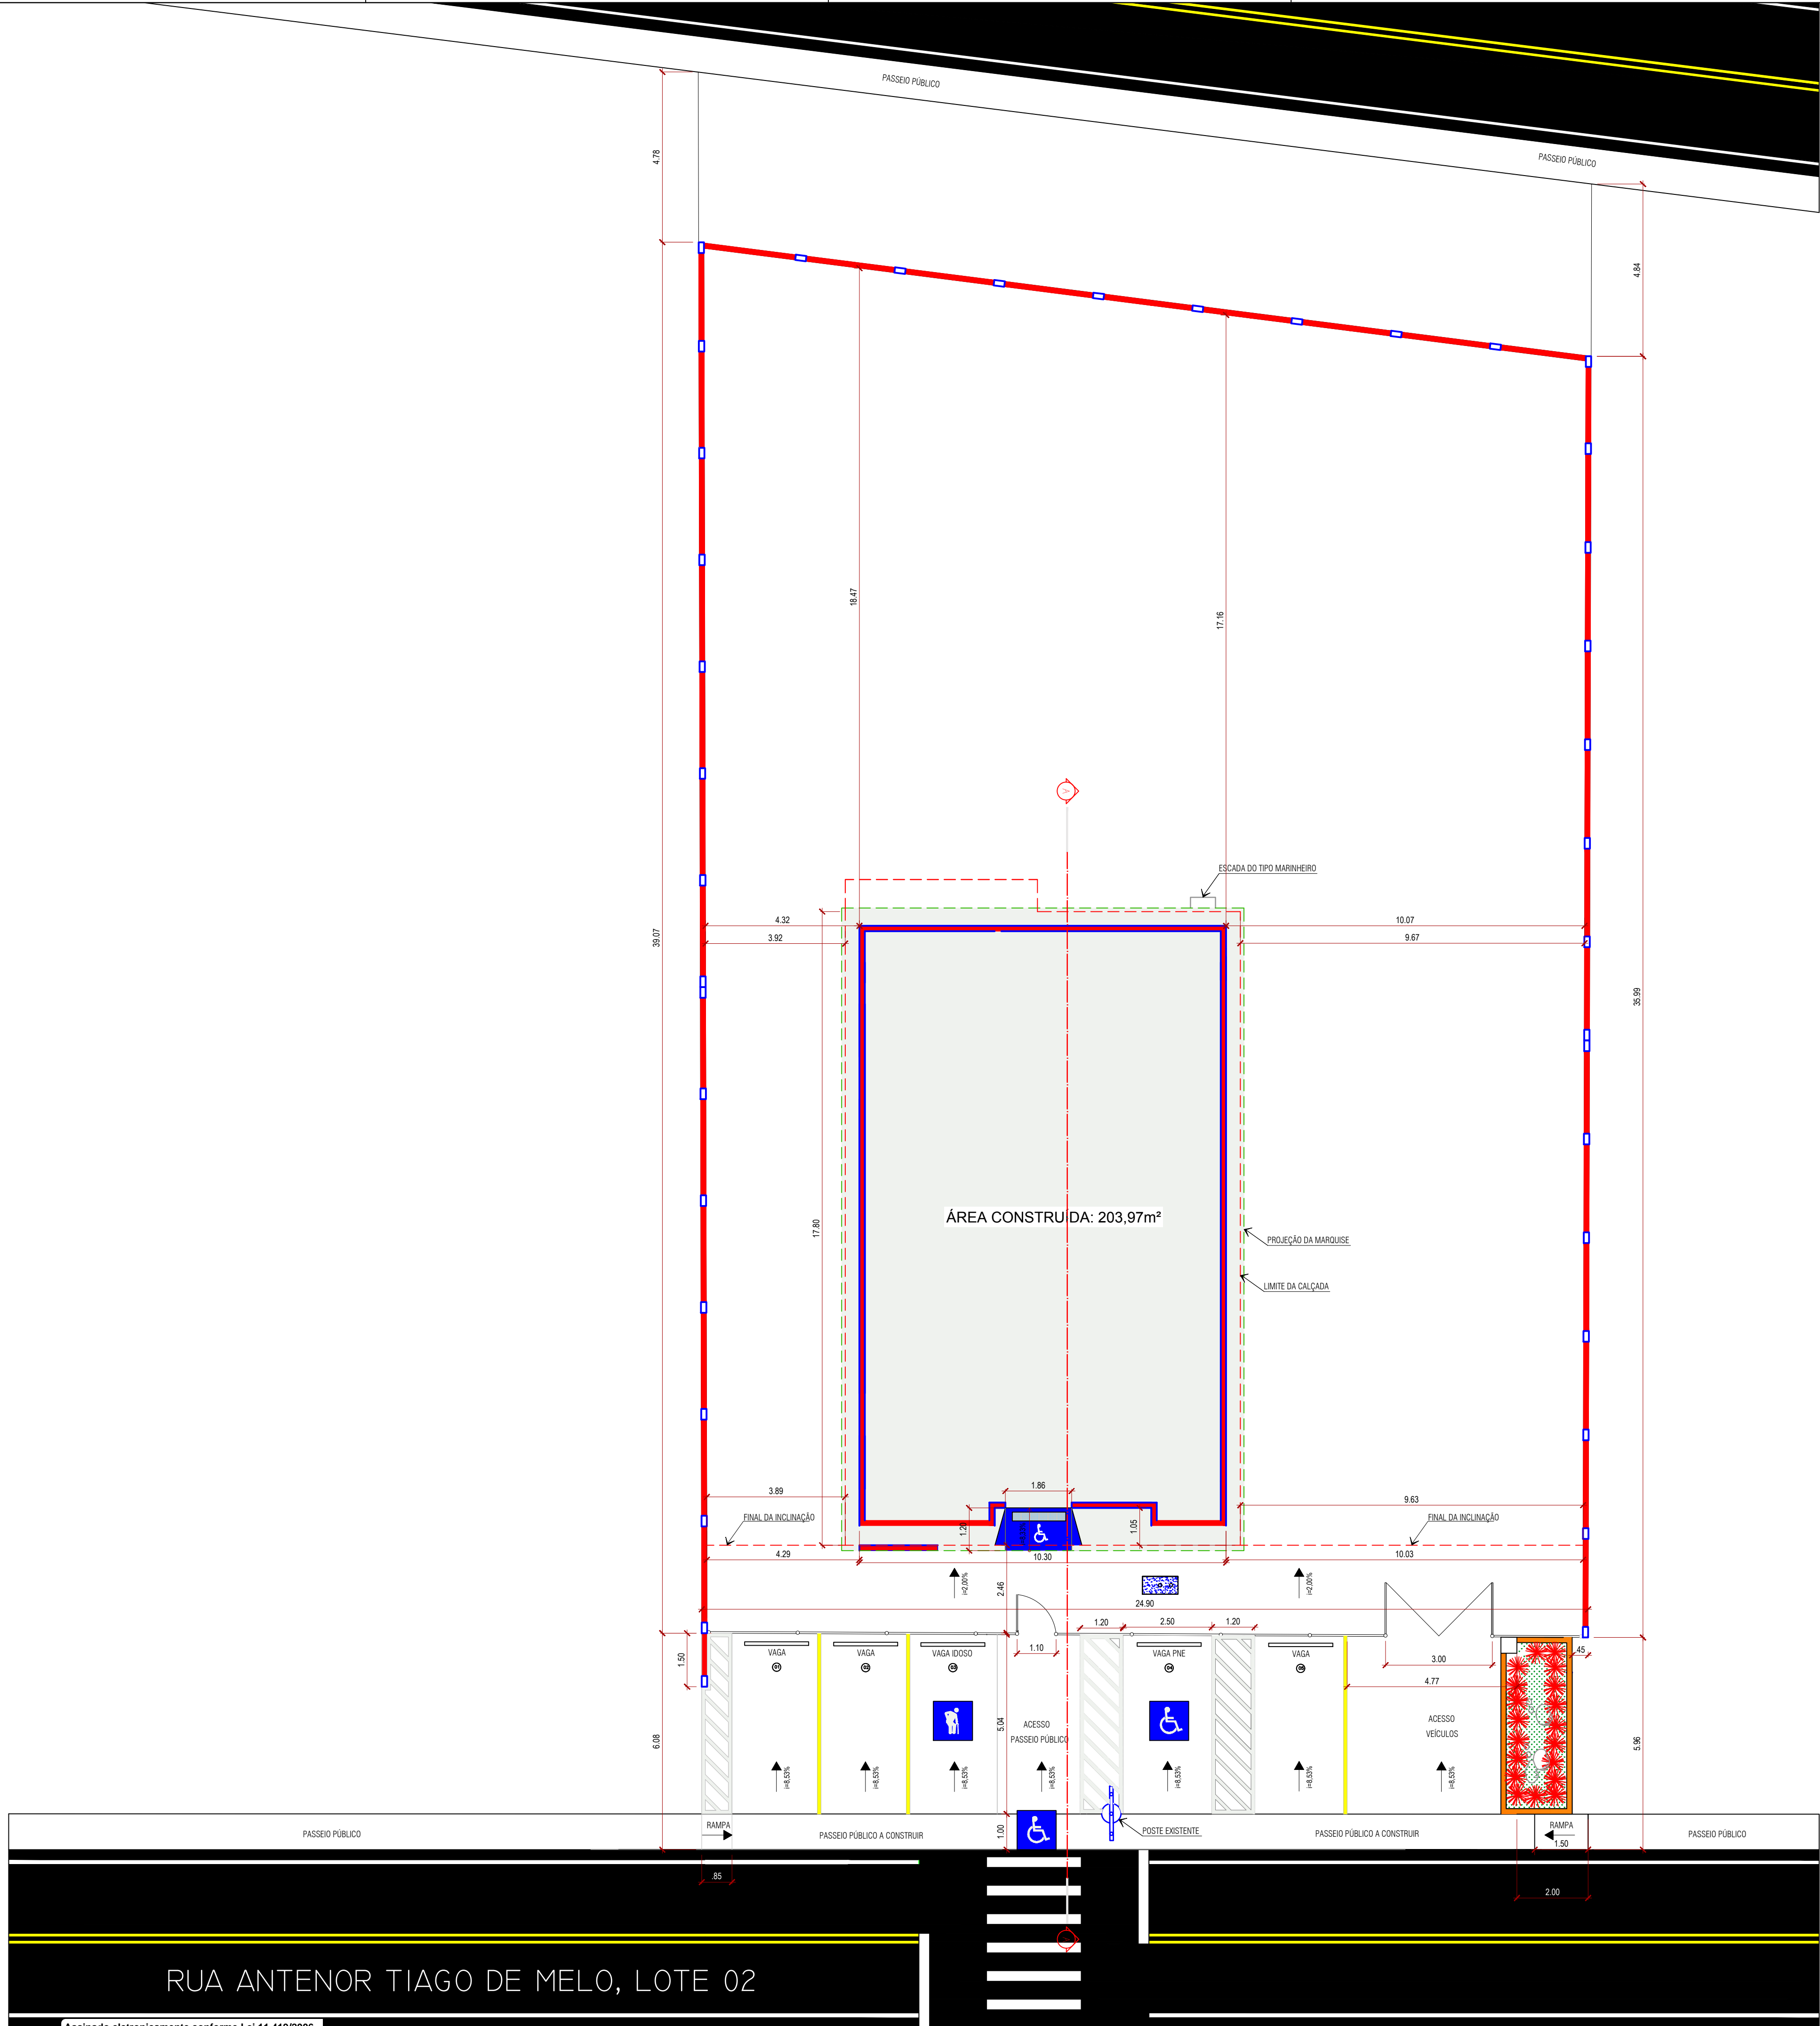 PASSEIO PÚBLICO
PASSEIO PÚBLICO
4.78
4.84
18.47
17.16
ESCADA DO TIPO MARINHEIRO
4.32
10.07
3.92
9.67
39.07
35.99
17.80
ÁREA CONSTRUÍDA: 203,97m²
PROJEÇÃO DA MARQUISE
LIMITE DA CALÇADA
1.86
3.89
9.63
FINAL DA INCLINAÇÃO
1.20
1.05
FINAL DA INCLINAÇÃO
4.29
10.30
10.03
i=2,00%
2.46
i=2,00%
24.90
1.20
2.50
1.20
1.50
VAGA
01
VAGA
02
VAGA IDOSO
03
1.10
VAGA PNE
04
VAGA
05
3.00
.45
4.77
6.08
5.04
ACESSO
PASSEIO PÚBLICO
ACESSO
VEÍCULOS
5.96
i=8,53%
i=8,53%
i=8,53%
i=8,53%
i=8,53%
i=8,53%
i=8,53%
PASSEIO PÚBLICO
RAMPA
PASSEIO PÚBLICO A CONSTRUIR
1.00
POSTE EXISTENTE
PASSEIO PÚBLICO A CONSTRUIR
RAMPA
1.50
PASSEIO PÚBLICO
.85
2.00
RUA ANTENOR TIAGO DE MELO, LOTE 02